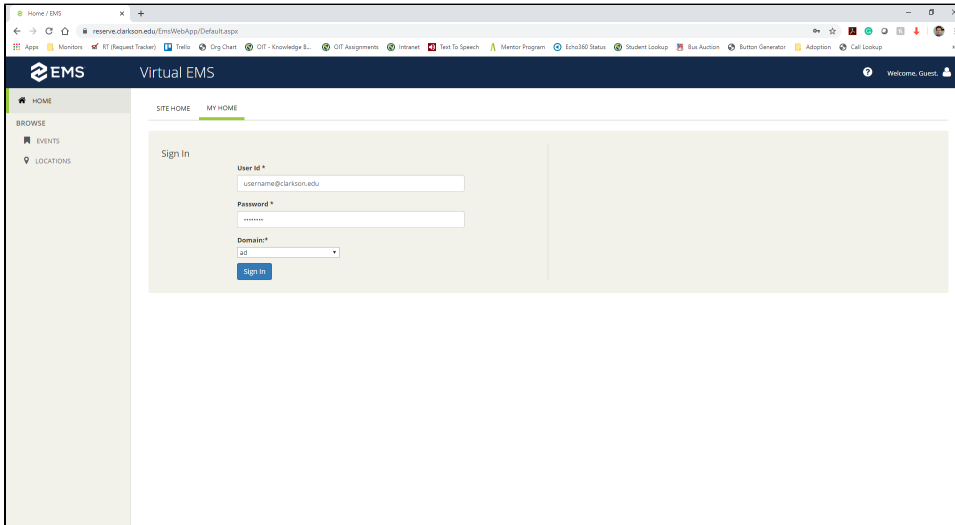 Home / EMS
reserve.clarkson.edu/EmsWebApp/Default.aspx
Apps Monitors RT (Request Tracker) Trello Org Chart OIT - Knowledge B... OIT Assignments Intranet Text To Speech Mentor Program Echo360 Status Student Lookup Bus Auction Button Generator Adoption Call Lookup
EMS Virtual EMS ? Welcome, Guest.
HOME
SITE HOME MY HOME
BROWSE
EVENTS
LOCATIONS
Sign In
User Id *
username@clarkson.edu
Password *
••••••••
Domain:*
ad
Sign In